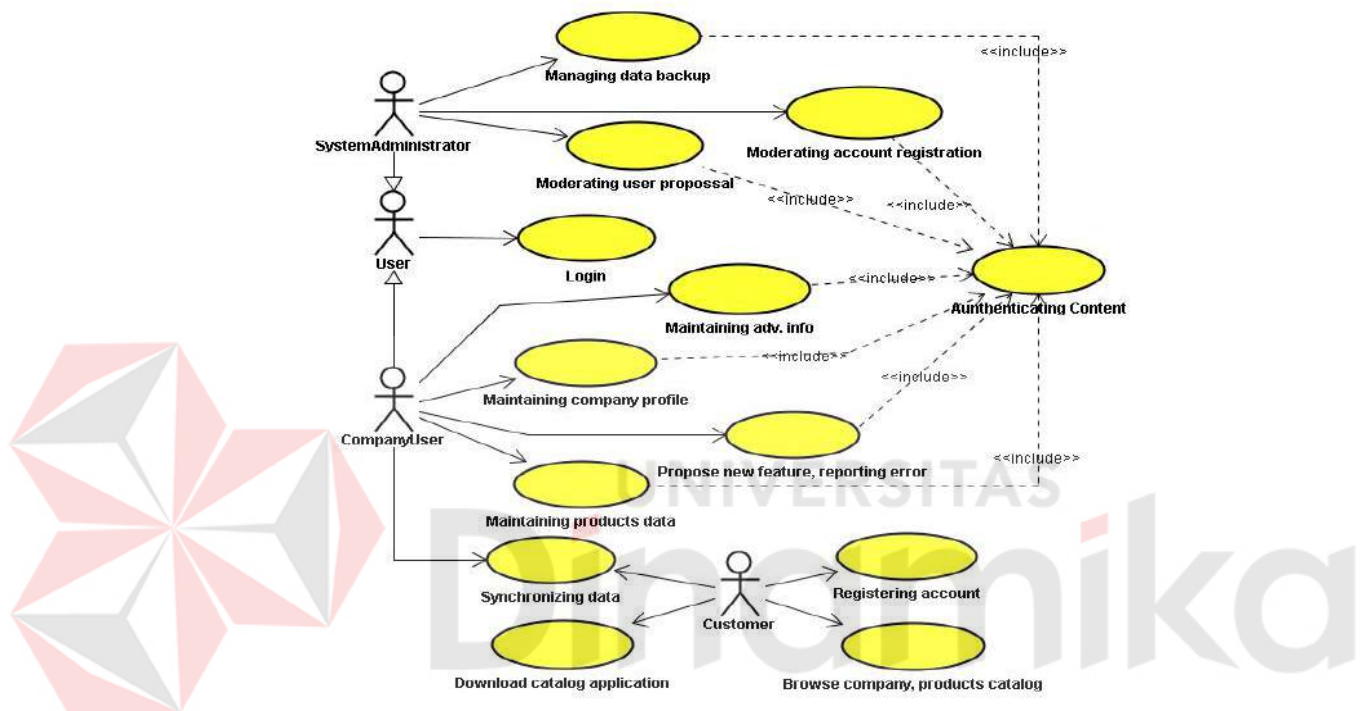 Managing data backup
<<include>>
SystemAdministrator
Moderating account registration
Moderating user propossal
<<include>>
<<include>>
User
Login
<<include>>
Aunthenticating Content
Maintaining adv. info
<<include>>
<<include>>
Maintaining company profile
CompanyUser
Propose new feature, reporting error
<<include>>
UNIVERSITAS
Maintaining products data
Dinamika
Synchronizing data
Registering account
Customer
Download catalog application
Browse company, products catalog